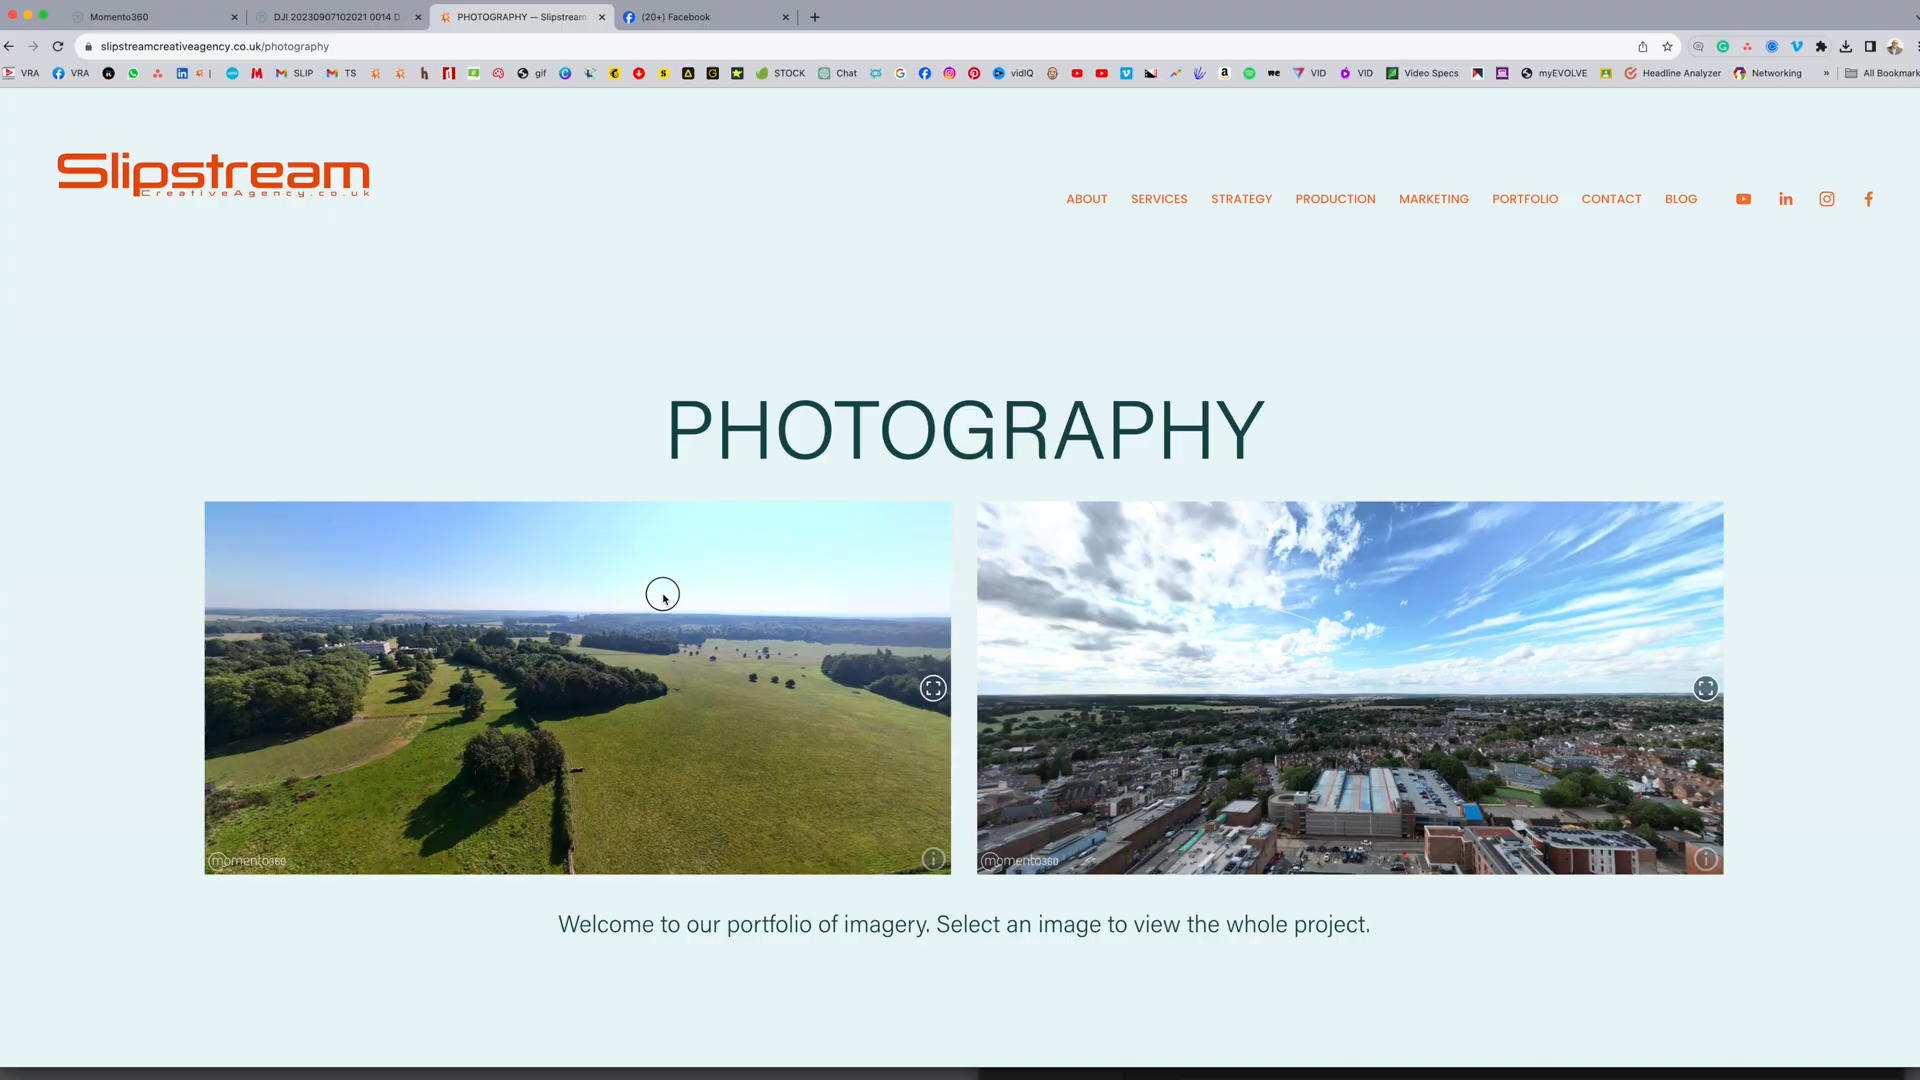 Momento360
DJI 20230907102021 0014 D
PHOTOGRAPHY — Slipstream
(20+) Facebook
slipstreamcreativeagency.co.uk/photography
VRA
VRA
SLIP
TS
gif
STOCK
Chat
vidIQ
VID
VID
Video Specs
myEVOLVE
Headline Analyzer
Networking
»
All Bookmark
Slipstream
CreativeAgency.co.uk
ABOUT SERVICES STRATEGY PRODUCTION MARKETING PORTFOLIO CONTACT BLOG
PHOTOGRAPHY
momento360
momento360
Welcome to our portfolio of imagery. Select an image to view the whole project.